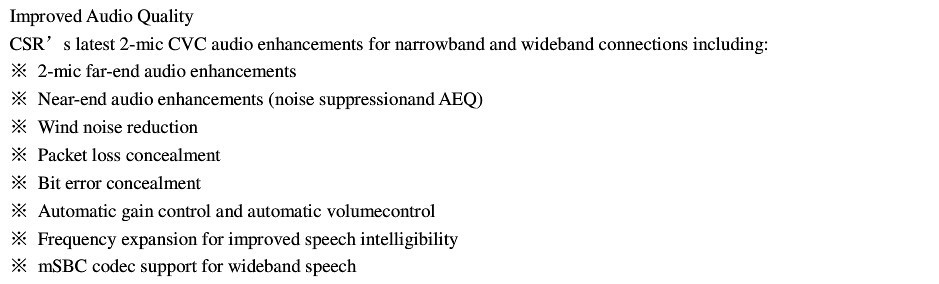 Improved Audio Quality
CSR’s latest 2-mic CVC audio enhancements for narrowband and wideband connections including:
※ 2-mic far-end audio enhancements
※ Near-end audio enhancements (noise suppressionand AEQ)
※ Wind noise reduction
※ Packet loss concealment
※ Bit error concealment
※ Automatic gain control and automatic volumecontrol
※ Frequency expansion for improved speech intelligibility
※ mSBC codec support for wideband speech